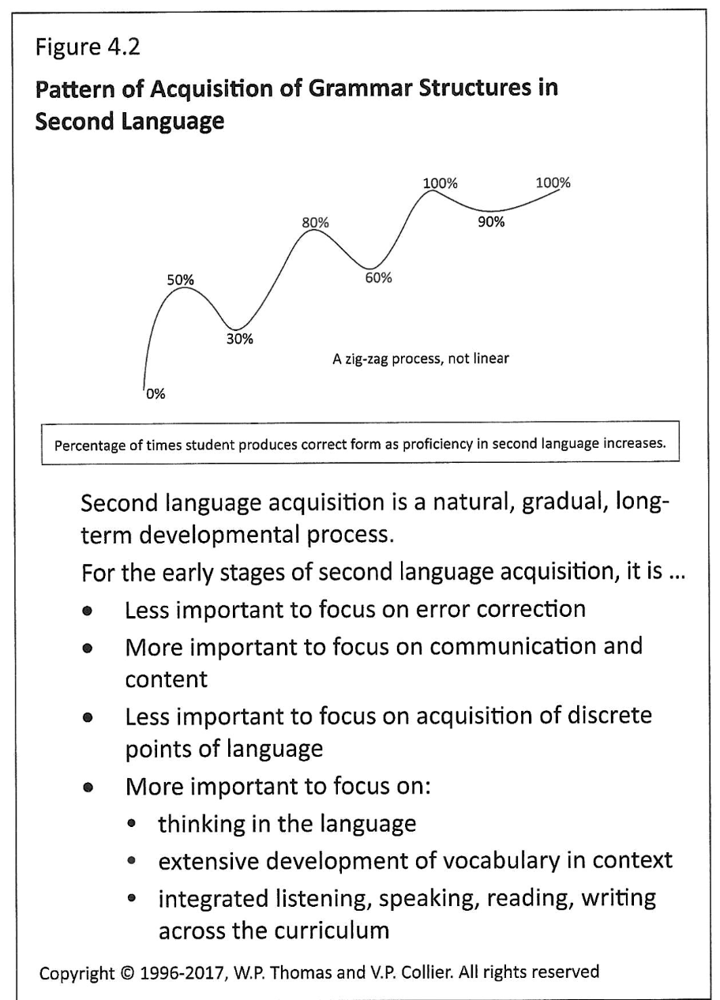 Figure 4.2
Pattern of Acquisition of Grammar Structures in
Second Language
100%
100%
80%
90%
60%
50%
30%
A zig-zag process, not linear
0%
Percentage of times student produces correct form as proficiency in second language increases.
Second language acquisition is a natural, gradual, long-
term developmental process.
For the early stages of second language acquisition, it is ...
• Less important to focus on error correction
• More important to focus on communication and
content
• Less important to focus on acquisition of discrete
points of language
• More important to focus on:
• thinking in the language
• extensive development of vocabulary in context
• integrated listening, speaking, reading, writing
across the curriculum
Copyright © 1996-2017, W.P. Thomas and V.P. Collier. All rights reserved